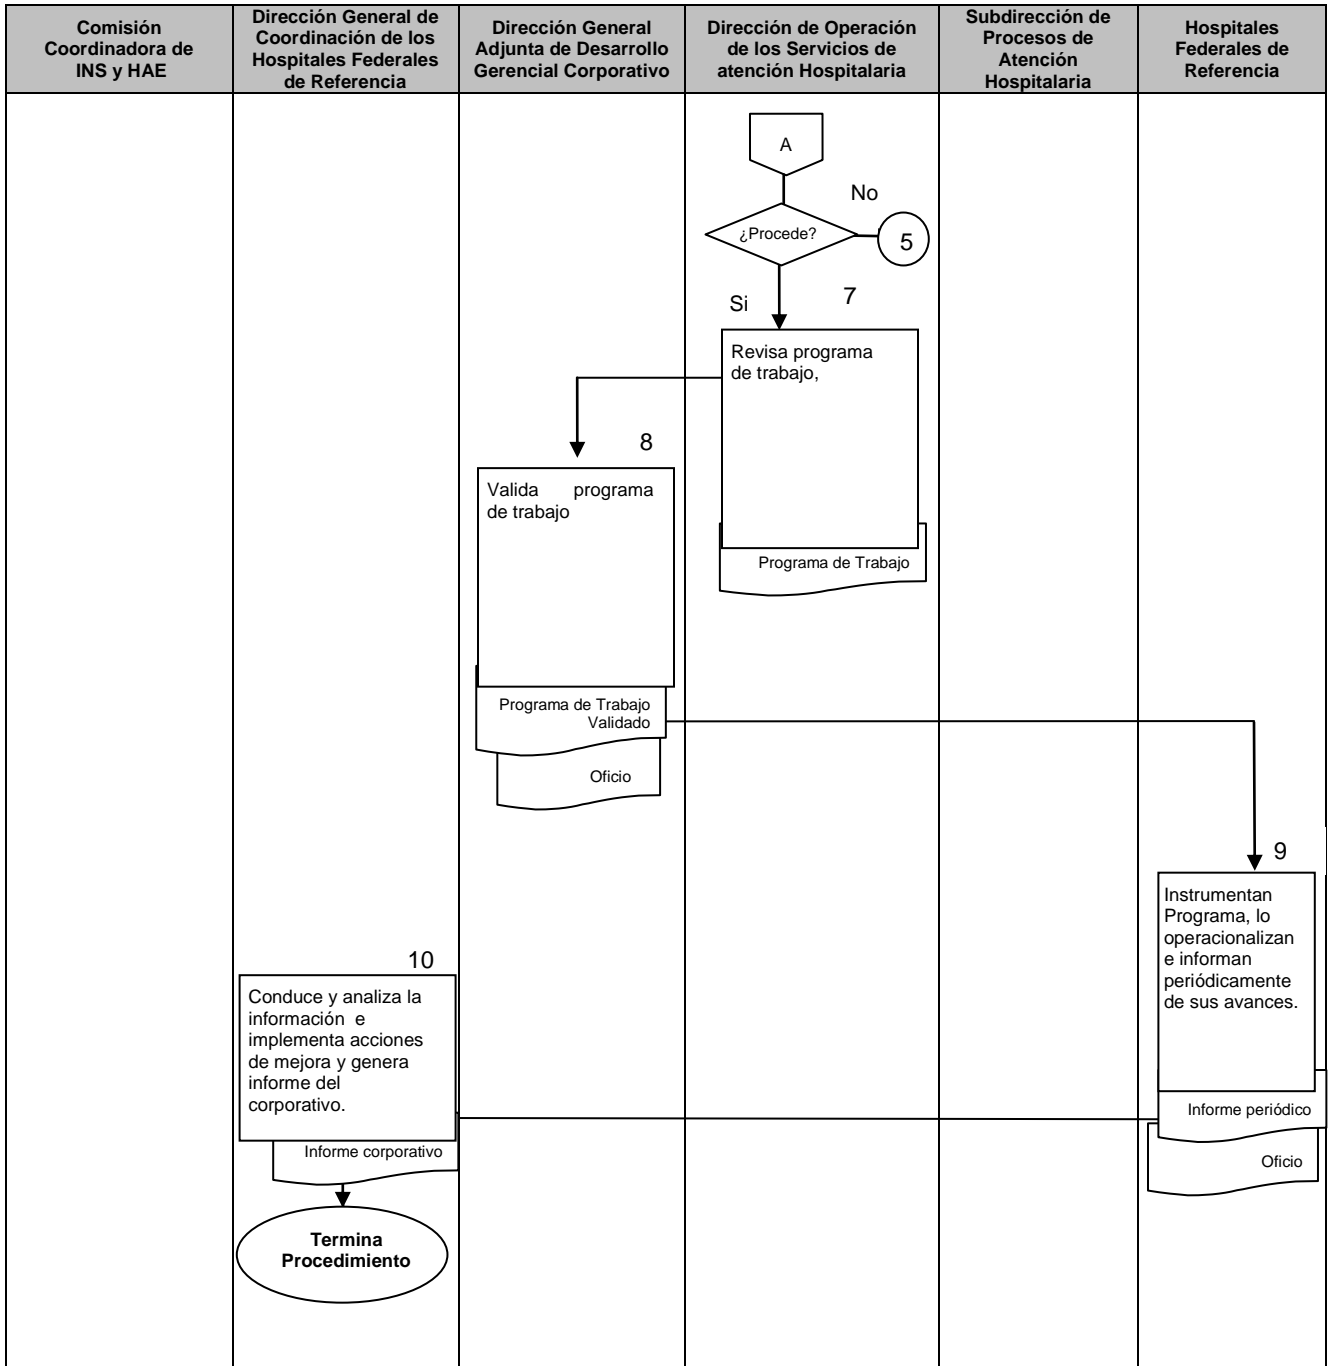 Comisión
Coordinadora de
INS y HAE
Dirección General de
Coordinación de los
Hospitales Federales
de Referencia
Dirección General
Adjunta de Desarrollo
Gerencial Corporativo
Dirección de Operación
de los Servicios de
atención Hospitalaria
Subdirección de
Procesos de
Atención
Hospitalaria
Hospitales
Federales de
Referencia
A
No
¿Procede?
5
Si
7
Revisa programa
de trabajo,
Programa de Trabajo
8
Valida programa
de trabajo
Programa de Trabajo
Validado
Oficio
9
Instrumentan
Programa, lo
operacionalizan
e informan
periódicamente
de sus avances.
Informe periódico
Oficio
10
Conduce y analiza la
información e
implementa acciones
de mejora y genera
informe del
corporativo.
Informe corporativo
Termina
Procedimiento